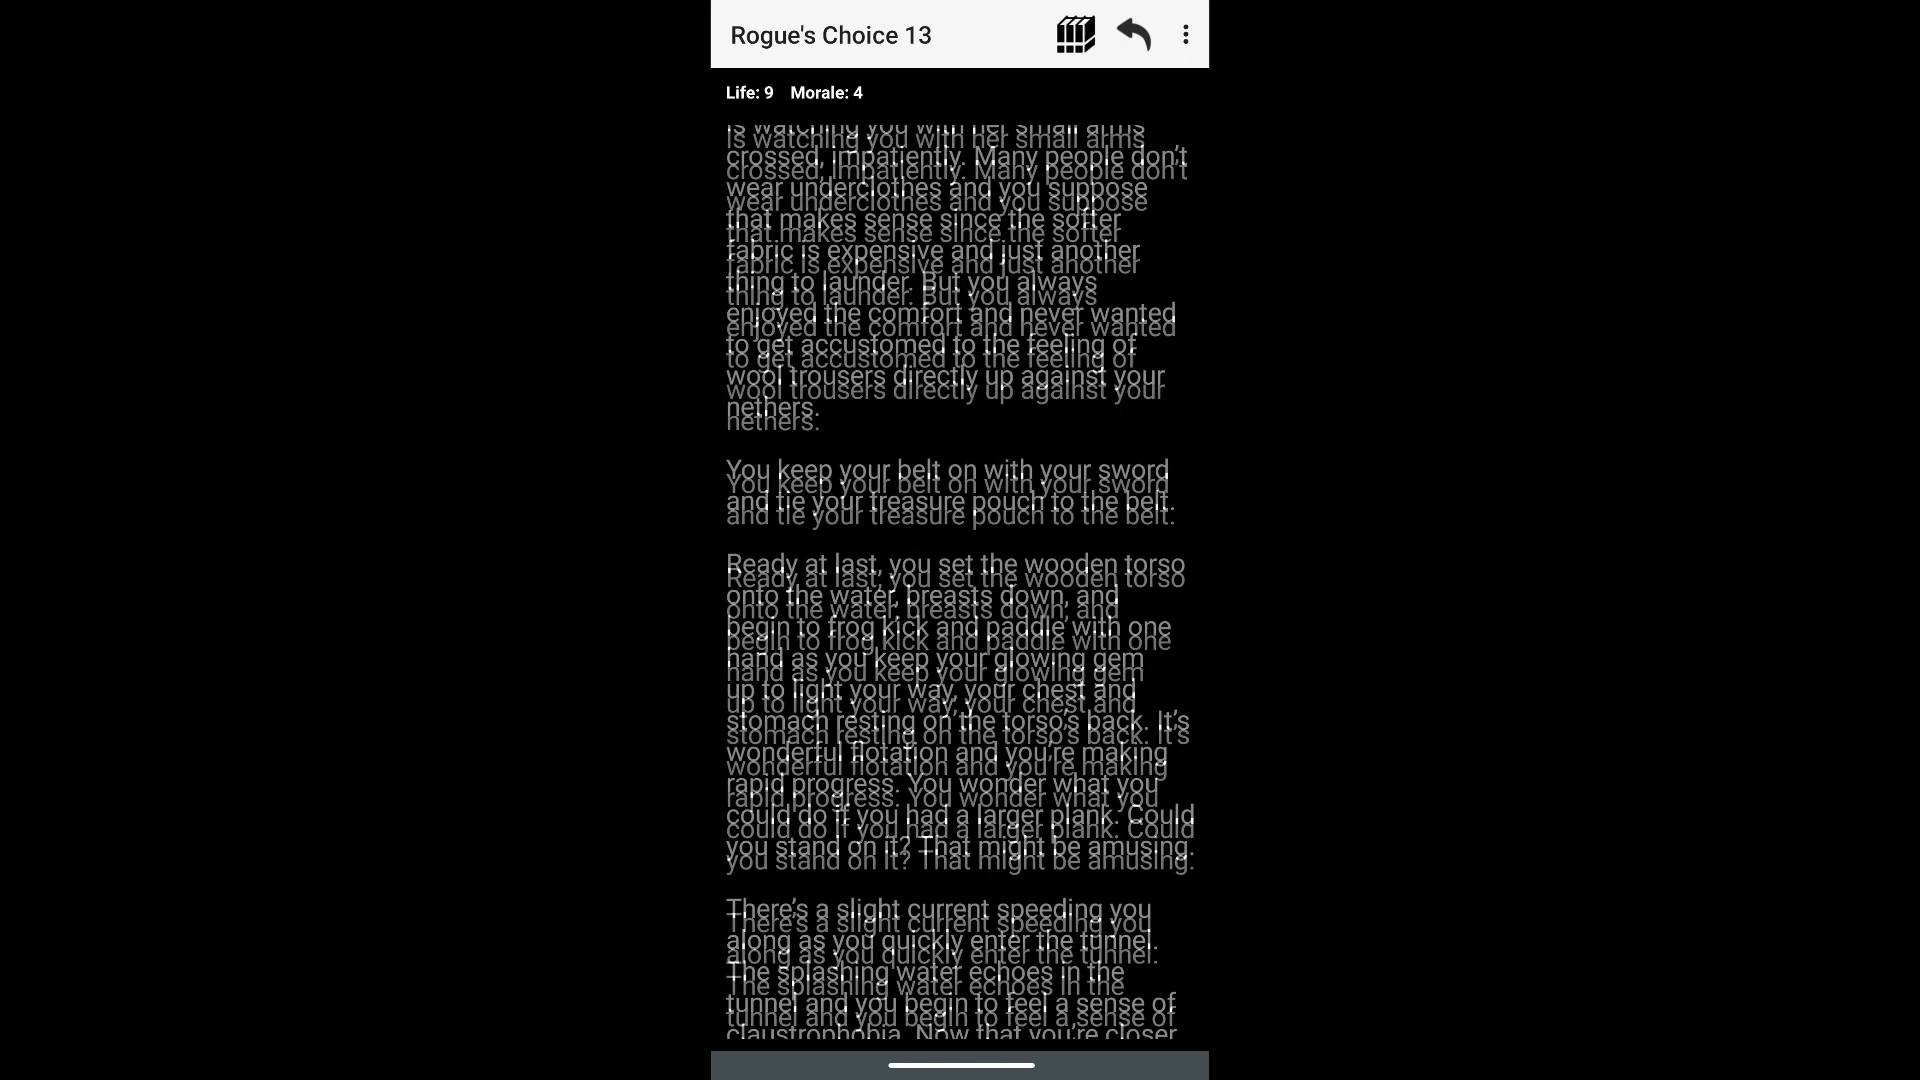 Rogue's Choice 13
Life: 9 Morale: 4
is watching you with her small arms
crossed, impatiently. Many people don’t
wear underclothes and you suppose
that makes sense since the softer
fabric is expensive and just another
thing to launder. But you always
enjoyed the comfort and never wanted
to get accustomed to the feeling of
wool trousers directly up against your
nethers.
You keep your belt on with your sword
and tie your treasure pouch to the belt.
Ready at last, you set the wooden torso
onto the water, breasts down, and
begin to frog kick and paddle with one
hand as you keep your glowing gem
up to light your way, your chest and
stomach resting on the torso’s back. It’s
wonderful flotation and you’re making
rapid progress. You wonder what you
could do if you had a larger plank. Could
you stand on it? That might be amusing.
There’s a slight current speeding you
along as you quickly enter the tunnel.
The splashing water echoes in the
tunnel and you begin to feel a sense of
claustrophobia. Now that you’re closer